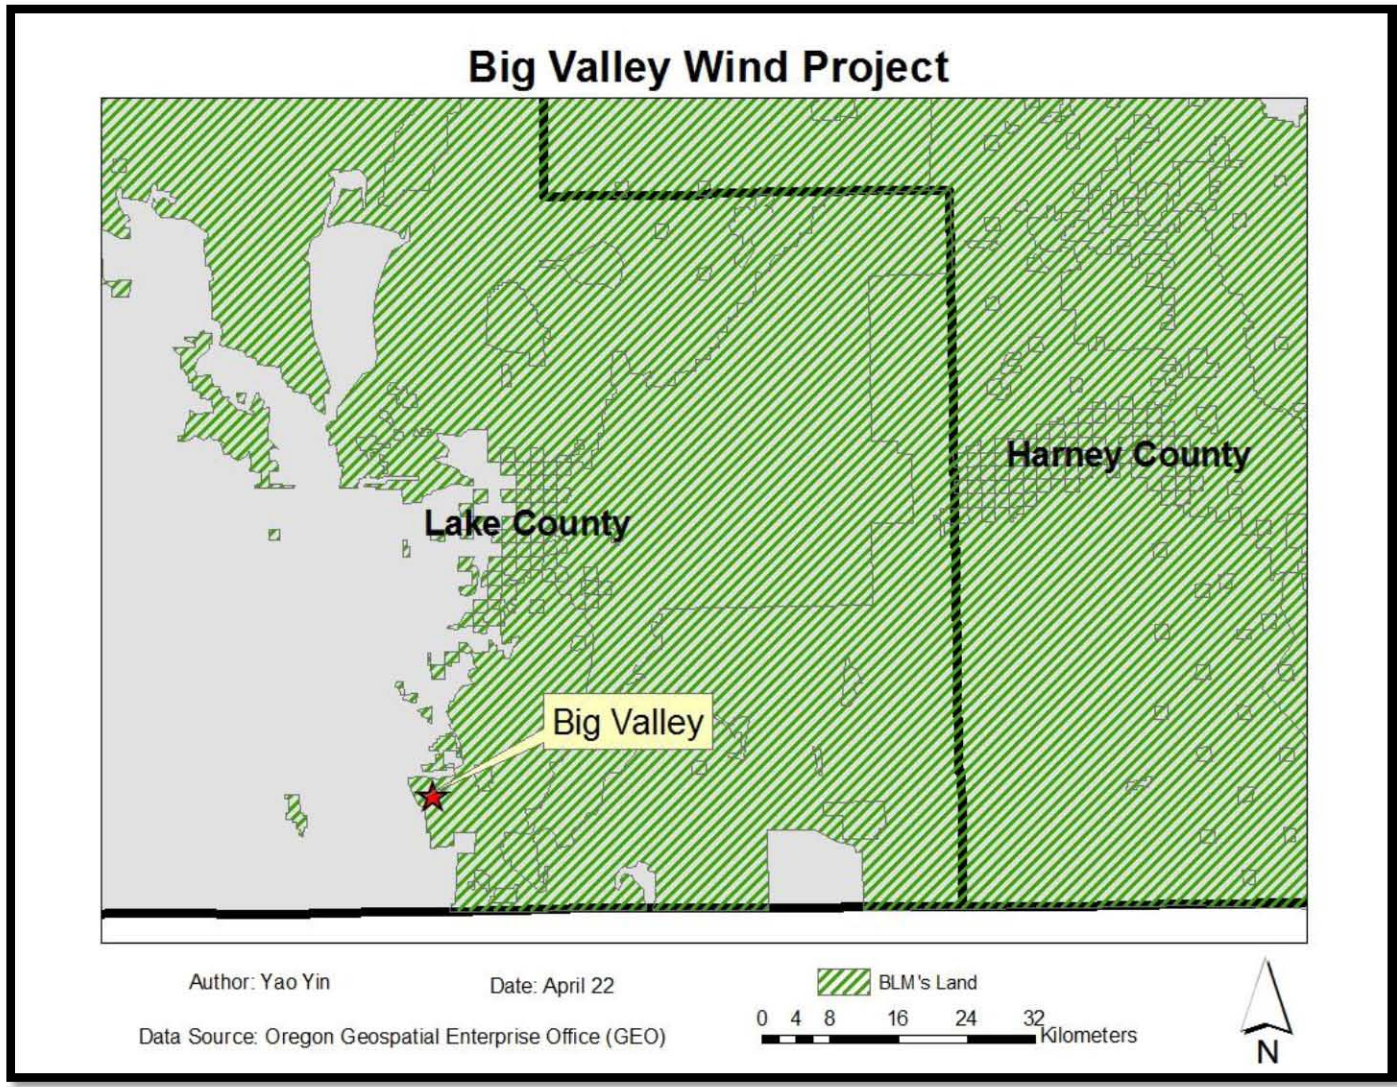 Big Valley Wind Project
Harney County
Lake County
Big Valley
Author: Yao Yin
Date: April 22
BLM's Land
Data Source: Oregon Geospatial Enterprise Office (GEO)
0 4 8 16 24 32
Kilometers
N